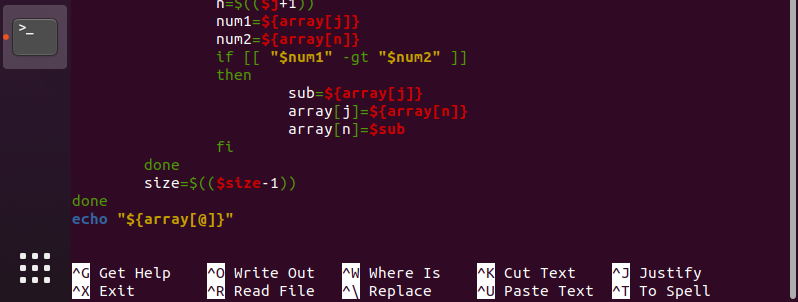 >_
n=$(($j+1))
num1=${array[j]}
num2=${array[n]}
if [[ "$num1" -gt "$num2" ]]
then
sub=${array[j]}
array[j]=${array[n]}
array[n]=$sub
fi
done
size=$(($size-1))
done
echo "${array[@]}"
^G Get Help ^O Write Out ^W Where Is ^K Cut Text ^J Justify
^X Exit ^R Read File ^\ Replace ^U Paste Text ^T To Spell